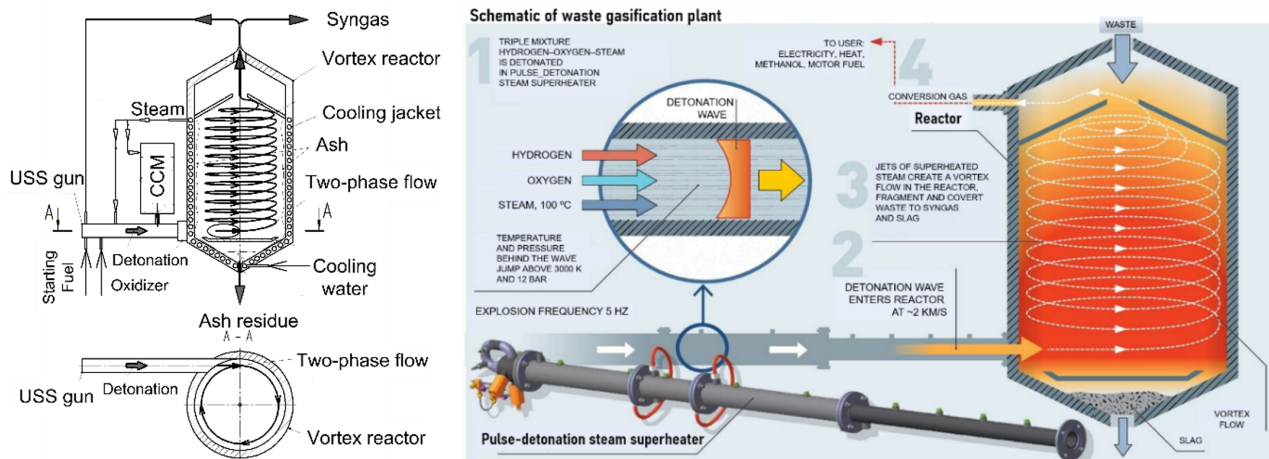 Syngas
Vortex reactor
Steam
Cooling jacket
Ash
CCM
USS gun
Two-phase flow
A
A
Detonation
Starting
Fuel
Oxidizer
Cooling
water
Ash residue
A - A
Two-phase flow
USS gun
Detonation
Vortex reactor
Schematic of waste gasification plant
1
TRIPLE MIXTURE
HYDROGEN–OXYGEN–STEAM
IS DETONATED
IN PULSE_DETONATION
STEAM SUPERHEATER
DETONATION
WAVE
HYDROGEN
OXYGEN
STEAM, 100 ºC
TEMPERATURE
AND PRESSURE
BEHIND THE WAVE
JUMP ABOVE 3000 K
AND 12 BAR
EXPLOSION FREQUENCY 5 HZ
Pulse-detonation steam superheater
TO USER:
ELECTRICITY, HEAT,
METHANOL, MOTOR FUEL
4
CONVERSION GAS
Reactor
WASTE
3
JETS OF SUPERHEATED
STEAM CREATE A VORTEX
FLOW IN THE REACTOR,
FRAGMENT AND COVERT
WASTE TO SYNGAS
AND SLAG
2
DETONATION WAVE
ENTERS REACTOR
AT ~2 KM/S
VORTEX
FLOW
SLAG